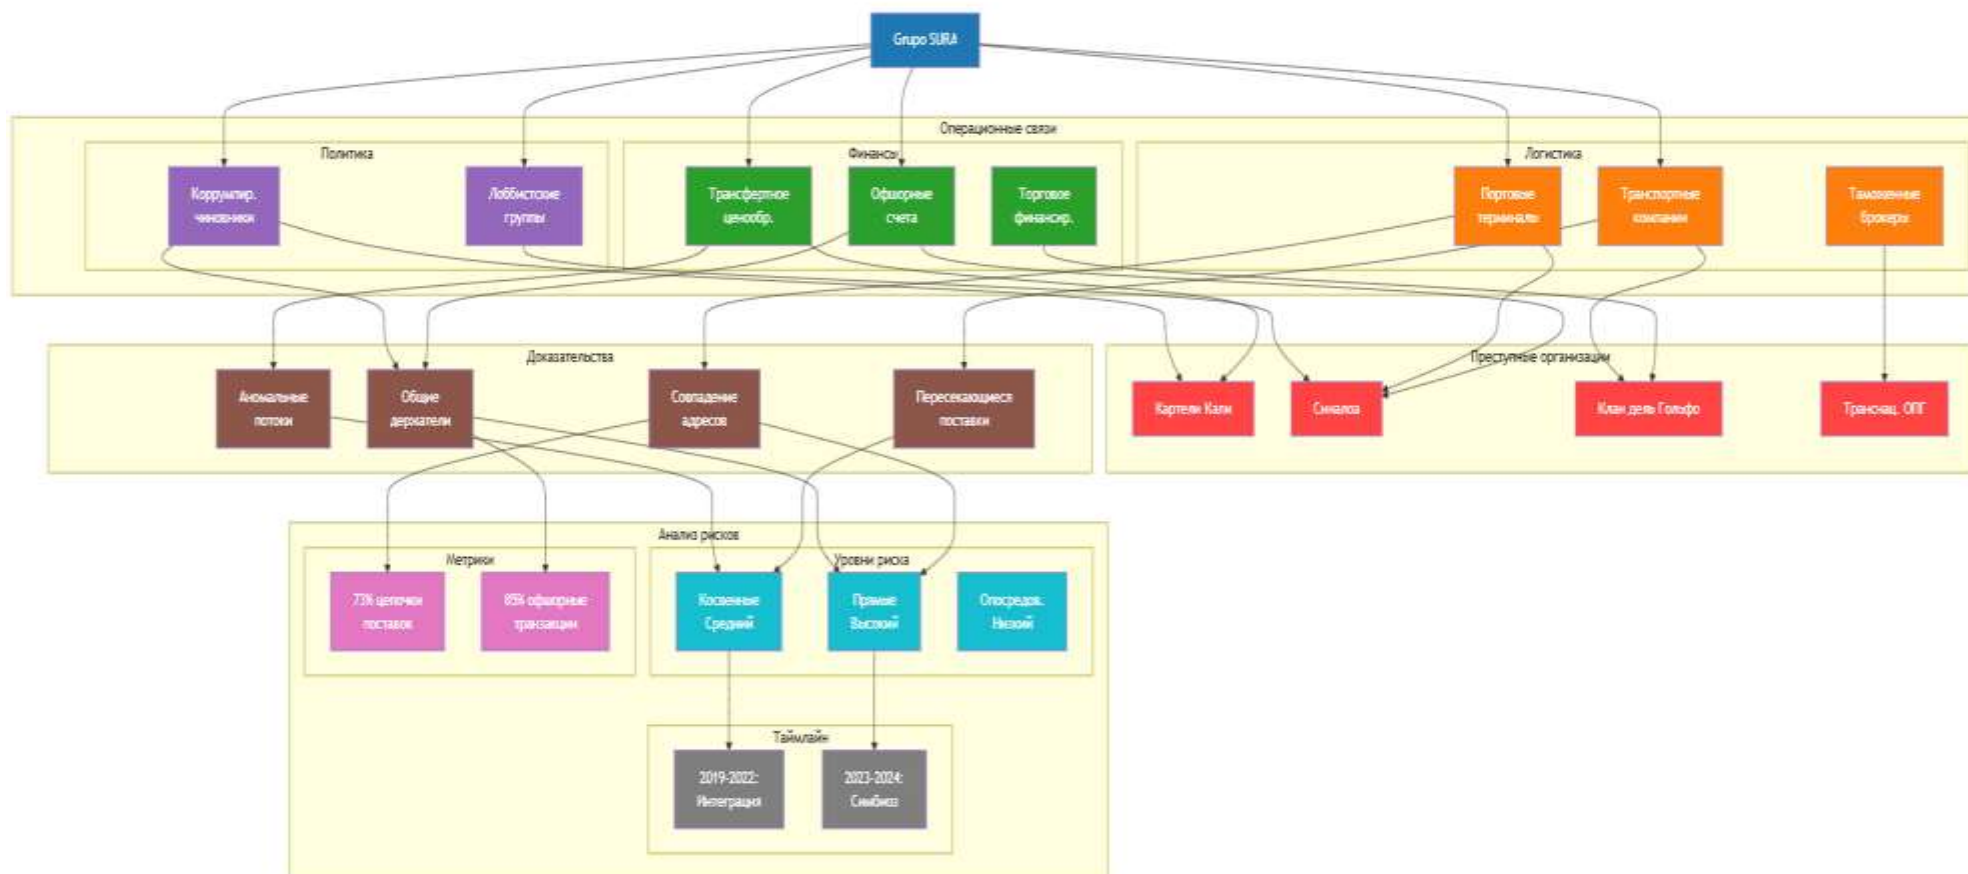 Grupo SURA
Операционные связи
Политика
Финансы
Логистика
Коррумпир.
чиновники
Лоббистские
группы
Трансфертное
ценообр.
Офшорные
счета
Торговое
финансир.
Портовые
терминалы
Транспортные
компании
Таможенные
брокеры
Доказательства
Преступные организации
Аномальные
потоки
Общие
держатели
Совпадение
адресов
Пересекающиеся
поставки
Картели Кали
Синалоа
Клан дель Гольфо
Транснац. ОПГ
Анализ рисков
Метрики
Уровни риска
73% цепочки
поставок
85% офшорные
транзакции
Косвенные
Средний
Прямые
Высокий
Опосредов.
Низкий
Таймлайн
2019-2022:
Интеграция
2023-2024:
Симбиоз